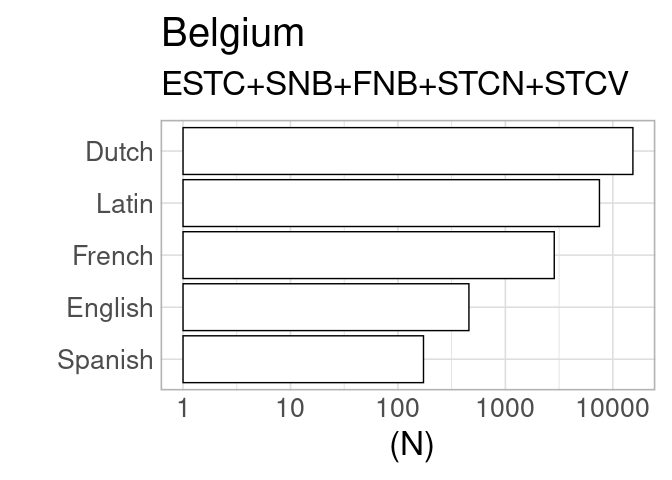 Belgium
ESTC+SNB+FNB+STCN+STCV
Dutch
Latin
French
English
Spanish
1 10 100 1000 10000
(N)